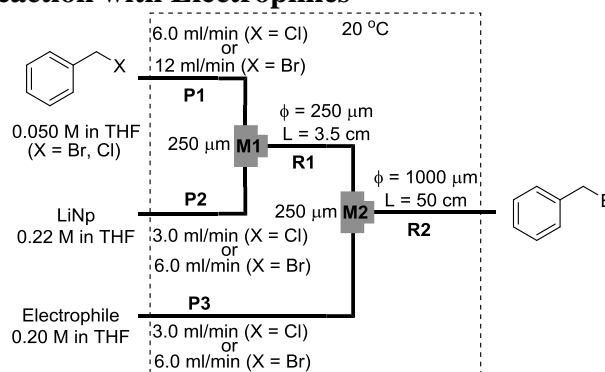 eaction with Electrophiles
6.0 ml/min (X = Cl)
or
12 ml/min (X = Br)
20 °C
X
P1
0.050 M in THF
(X = Br, Cl)
ϕ = 250 μm
L = 3.5 cm
250 μm M1
R1
ϕ = 1000 μm
L = 50 cm
P2
LiNp
0.22 M in THF
250 μm M2
R2
E
3.0 ml/min (X = Cl)
or
6.0 ml/min (X = Br)
Electrophile
0.20 M in THF
P3
3.0 ml/min (X = Cl)
or
6.0 ml/min (X = Br)